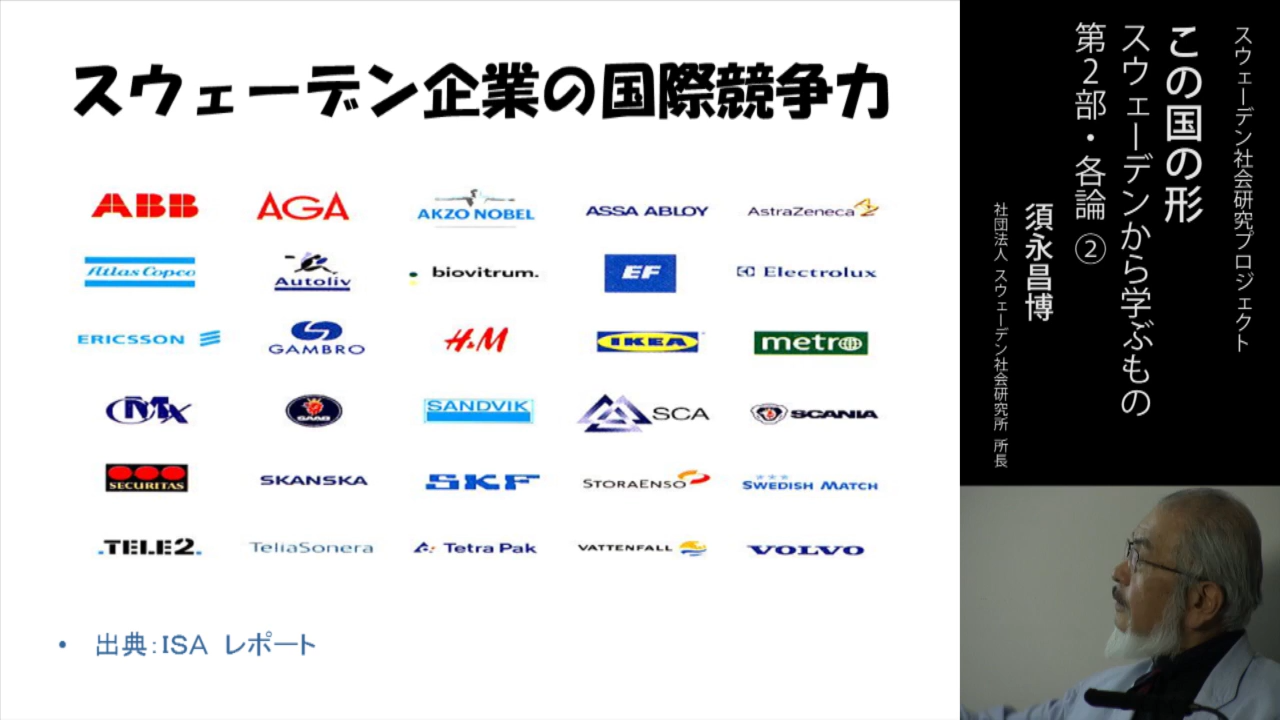 スウェーデン企業の国際競争力
ABB
AGA
AKZO NOBEL
ASSA ABLOY
AstraZeneca
Atlas Copco
Autoliv
biovitrum.
EF
Electrolux
ERICSSON
GAMBRO
H&M
IKEA
metro
OMX
SAAB
SANDVIK
SCA
SCANIA
SECURITAS
SKANSKA
SKF
STORAENSO
SWEDISH MATCH
.TELE2.
TeliaSonera
Tetra Pak
VATTENFALL
VOLVO
• 出典:ISA レポート
スウェーデン社会研究プロジェクト
この国の形
スウェーデンから学ぶもの
第2部・各論 ②
須永昌博
社団法人 スウェーデン社会研究所 所長